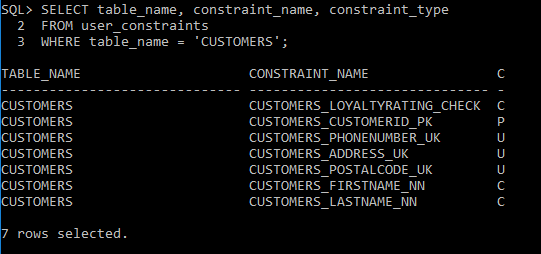 SQL> SELECT table_name, constraint_name, constraint_type
  2  FROM user_constraints
  3  WHERE table_name = 'CUSTOMERS';
TABLE_NAME                     CONSTRAINT_NAME                C
------------------------------ ------------------------------ -
CUSTOMERS                      CUSTOMERS_LOYALTYRATING_CHECK  C
CUSTOMERS                      CUSTOMERS_CUSTOMERID_PK        P
CUSTOMERS                      CUSTOMERS_PHONENUMBER_UK       U
CUSTOMERS                      CUSTOMERS_ADDRESS_UK           U
CUSTOMERS                      CUSTOMERS_POSTALCODE_UK        U
CUSTOMERS                      CUSTOMERS_FIRSTNAME_NN         C
CUSTOMERS                      CUSTOMERS_LASTNAME_NN          C
7 rows selected.